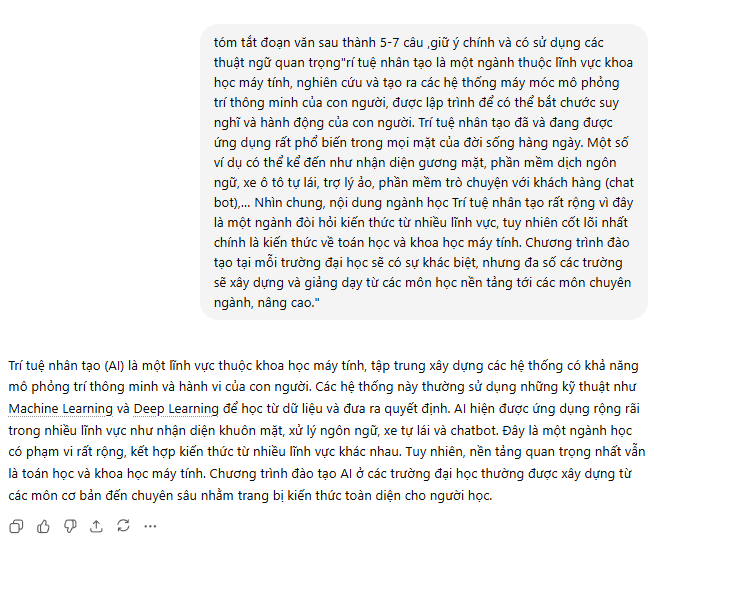 tóm tắt đoạn văn sau thành 5-7 câu ,giữ ý chính và có sử dụng các
thuật ngữ quan trọng"rí tuệ nhân tạo là một ngành thuộc lĩnh vực khoa
học máy tính, nghiên cứu và tạo ra các hệ thống máy móc mô phỏng
trí thông minh của con người, được lập trình để có thể bắt chước suy
nghĩ và hành động của con người. Trí tuệ nhân tạo đã và đang được
ứng dụng rất phổ biến trong mọi mặt của đời sống hàng ngày. Một số
ví dụ có thể kể đến như nhận diện gương mặt, phần mềm dịch ngôn
ngữ, xe ô tô tự lái, trợ lý ảo, phần mềm trò chuyện với khách hàng (chat
bot),... Nhìn chung, nội dung ngành học Trí tuệ nhân tạo rất rộng vì đây
là một ngành đòi hỏi kiến thức từ nhiều lĩnh vực, tuy nhiên cốt lõi nhất
chính là kiến thức về toán học và khoa học máy tính. Chương trình đào
tạo tại mỗi trường đại học sẽ có sự khác biệt, nhưng đa số các trường
sẽ xây dựng và giảng dạy từ các môn học nền tảng tới các môn chuyên
ngành, nâng cao."
Trí tuệ nhân tạo (AI) là một lĩnh vực thuộc khoa học máy tính, tập trung xây dựng các hệ thống có khả năng
mô phỏng trí thông minh và hành vi của con người. Các hệ thống này thường sử dụng những kỹ thuật như
Machine Learning và Deep Learning để học từ dữ liệu và đưa ra quyết định. AI hiện được ứng dụng rộng rãi
trong nhiều lĩnh vực như nhận diện khuôn mặt, xử lý ngôn ngữ, xe tự lái và chatbot. Đây là một ngành học
có phạm vi rất rộng, kết hợp kiến thức từ nhiều lĩnh vực khác nhau. Tuy nhiên, nền tảng quan trọng nhất vẫn
là toán học và khoa học máy tính. Chương trình đào tạo AI ở các trường đại học thường được xây dựng từ
các môn cơ bản đến chuyên sâu nhằm trang bị kiến thức toàn diện cho người học.